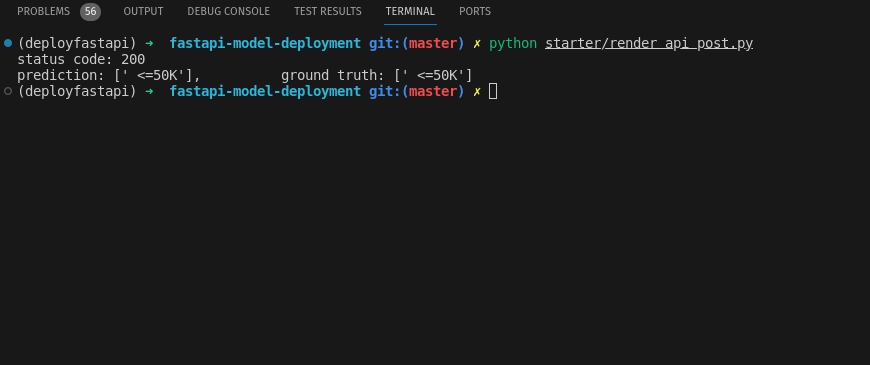 PROBLEMS 56 OUTPUT DEBUG CONSOLE TEST RESULTS TERMINAL PORTS
(deployfastapi) ➜  fastapi-model-deployment git:(master) ✗ python starter/render_api_post.py
status code: 200
prediction: [' <=50K'],          ground truth: [' <=50K']
(deployfastapi) ➜  fastapi-model-deployment git:(master) ✗